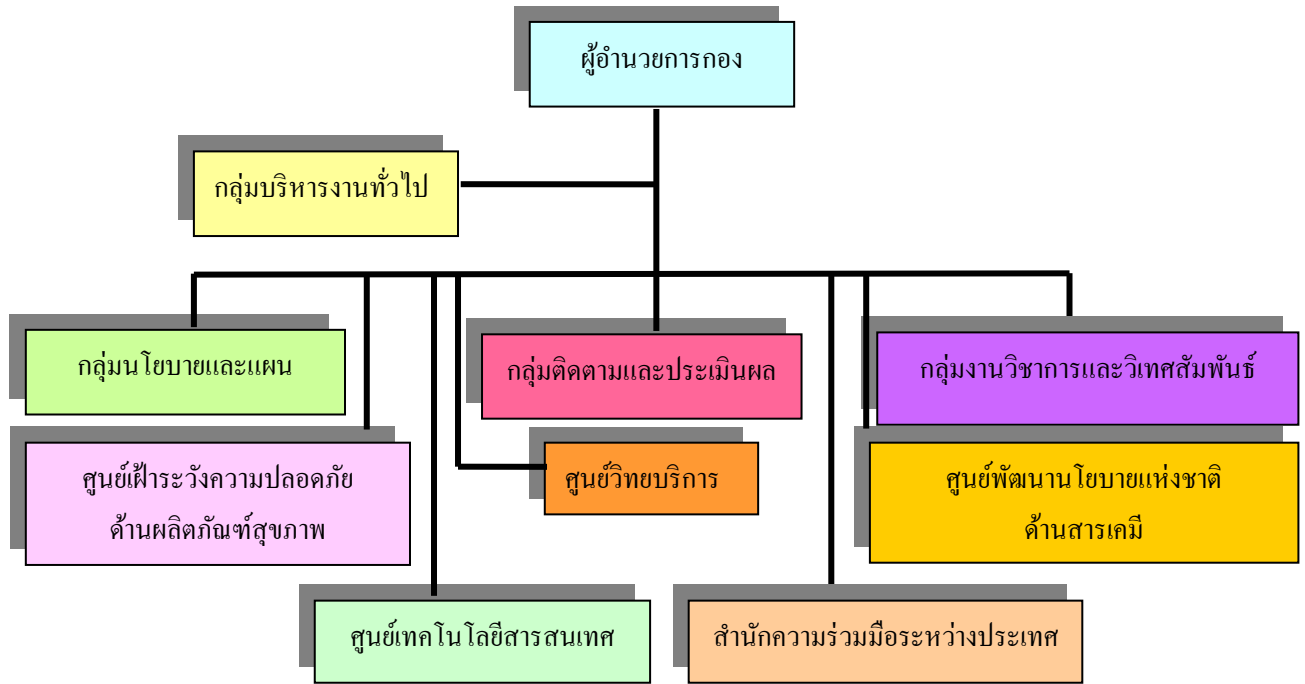 ผู้อำนวยการกอง
กลุ่มบริหารงานทั่วไป
กลุ่มนโยบายและแผน
กลุ่มติดตามและประเมินผล
กลุ่มงานวิชาการและวิเทศสัมพันธ์
ศูนย์เฝ้าระวังความปลอดภัย
ด้านผลิตภัณฑ์สุขภาพ
ศูนย์วิทยบริการ
ศูนย์พัฒนานโยบายแห่งชาติ
ด้านสารเคมี
ศูนย์เทคโนโลยีสารสนเทศ
สำนักความร่วมมือระหว่างประเทศ